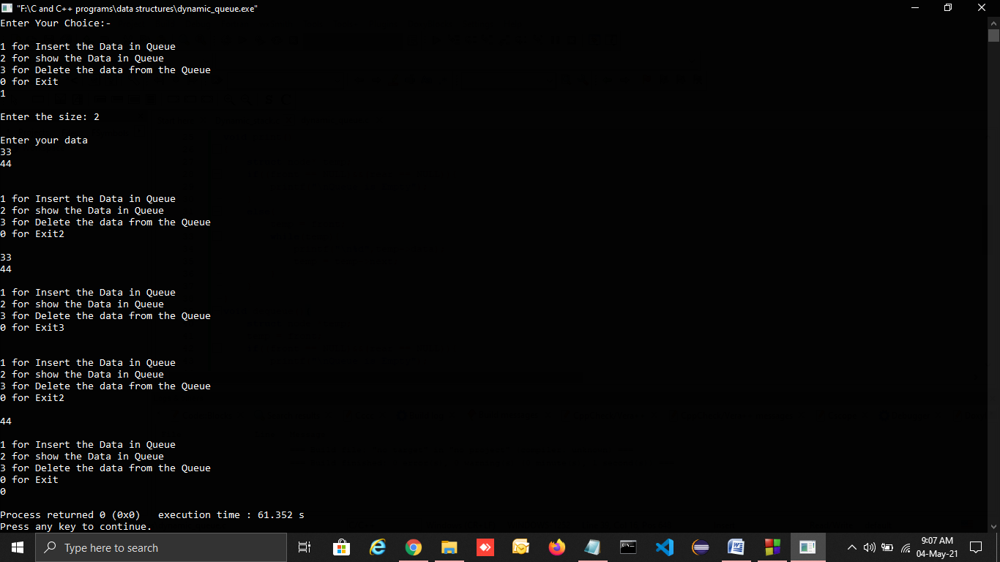 "F:\C and C++ programs\data structures\dynamic_queue.exe"
Enter Your Choice:-
1 for Insert the Data in Queue
2 for show the Data in Queue
3 for Delete the data from the Queue
0 for Exit
1
Enter the size: 2
Enter your data
33
44
1 for Insert the Data in Queue
2 for show the Data in Queue
3 for Delete the data from the Queue
0 for Exit2
33
44
1 for Insert the Data in Queue
2 for show the Data in Queue
3 for Delete the data from the Queue
0 for Exit3
1 for Insert the Data in Queue
2 for show the Data in Queue
3 for Delete the data from the Queue
0 for Exit2
44
1 for Insert the Data in Queue
2 for show the Data in Queue
3 for Delete the data from the Queue
0 for Exit
0
Process returned 0 (0x0)   execution time : 61.352 s
Press any key to continue.
Type here to search
9:07 AM
04-May-21